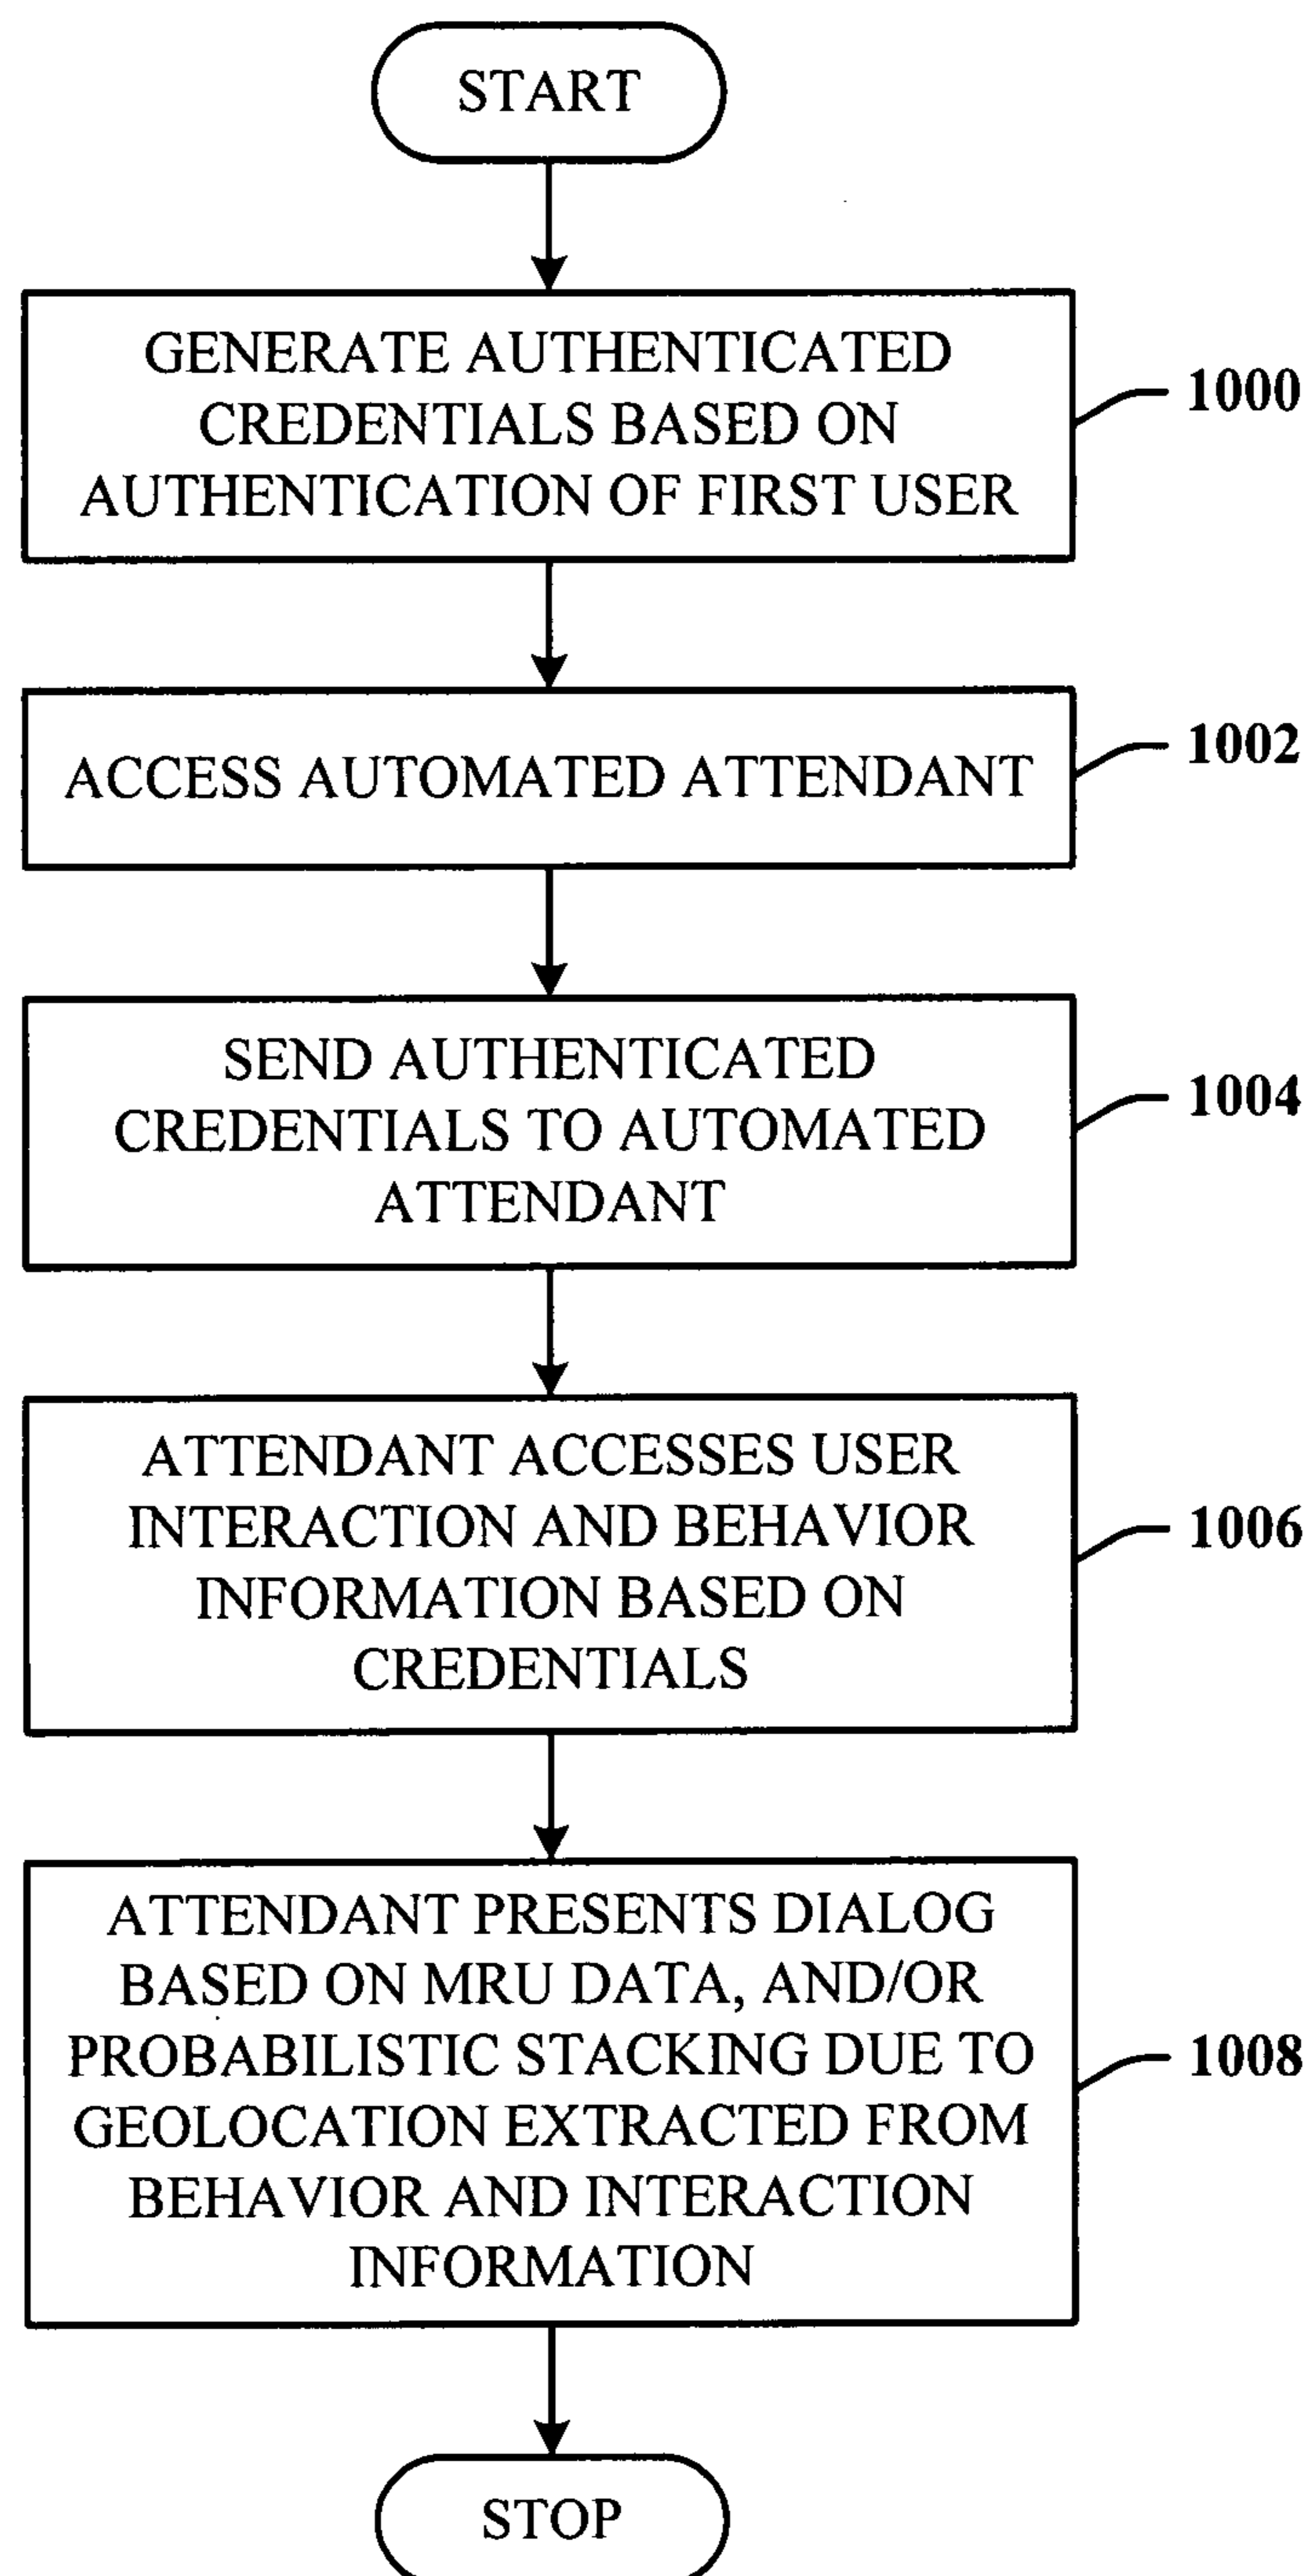 START
GENERATE AUTHENTICATED
CREDENTIALS BASED ON
AUTHENTICATION OF FIRST USER
1000
ACCESS AUTOMATED ATTENDANT
1002
SEND AUTHENTICATED
CREDENTIALS TO AUTOMATED
ATTENDANT
1004
ATTENDANT ACCESSES USER
INTERACTION AND BEHAVIOR
INFORMATION BASED ON
CREDENTIALS
1006
ATTENDANT PRESENTS DIALOG
BASED ON MRU DATA, AND/OR
PROBABILISTIC STACKING DUE TO
GEOLOCATION EXTRACTED FROM
BEHAVIOR AND INTERACTION
INFORMATION
1008
STOP